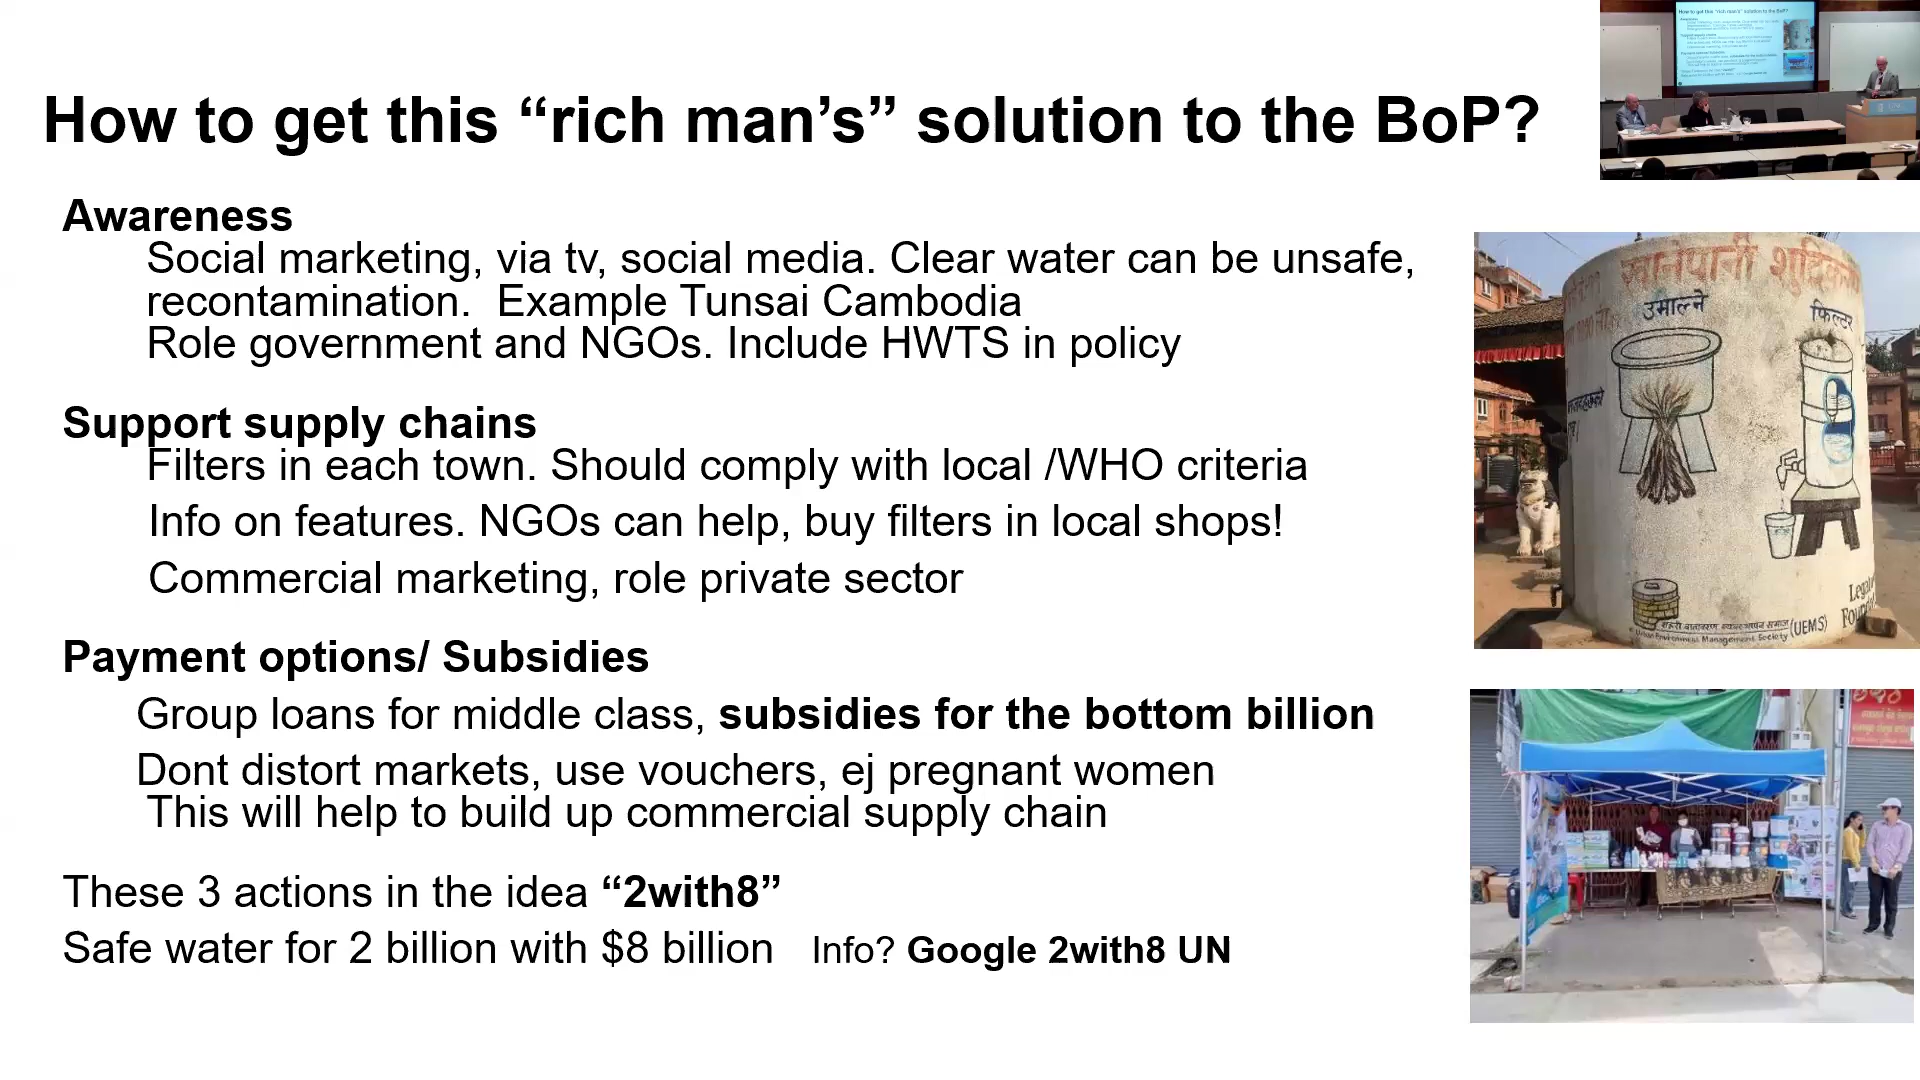 How to get this “rich man’s” solution to the BoP?
Awareness
Social marketing, via tv, social media. Clear water can be unsafe,
recontamination.  Example Tunsai Cambodia
Role government and NGOs. Include HWTS in policy
Support supply chains
Filters in each town. Should comply with local /WHO criteria
Info on features. NGOs can help, buy filters in local shops!
Commercial marketing, role private sector
Payment options/ Subsidies
Group loans for middle class, subsidies for the bottom billion
Dont distort markets, use vouchers, ej pregnant women
This will help to build up commercial supply chain
These 3 actions in the idea “2with8”
Safe water for 2 billion with $8 billion   Info? Google 2with8 UN
खानेपानी
उमाल्ने
फिल्टर
Urban Environment Management Society (UEMS)